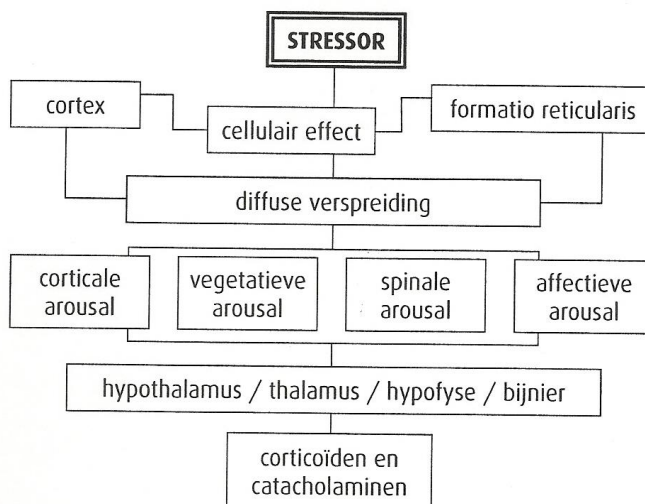 STRESSOR
cortex
cellulair effect
formatio reticularis
diffuse verspreiding
corticale
arousal
vegetatieve
arousal
spinale
arousal
affectieve
arousal
hypothalamus / thalamus / hypofyse / bijnier
corticoïden en
catacholaminen